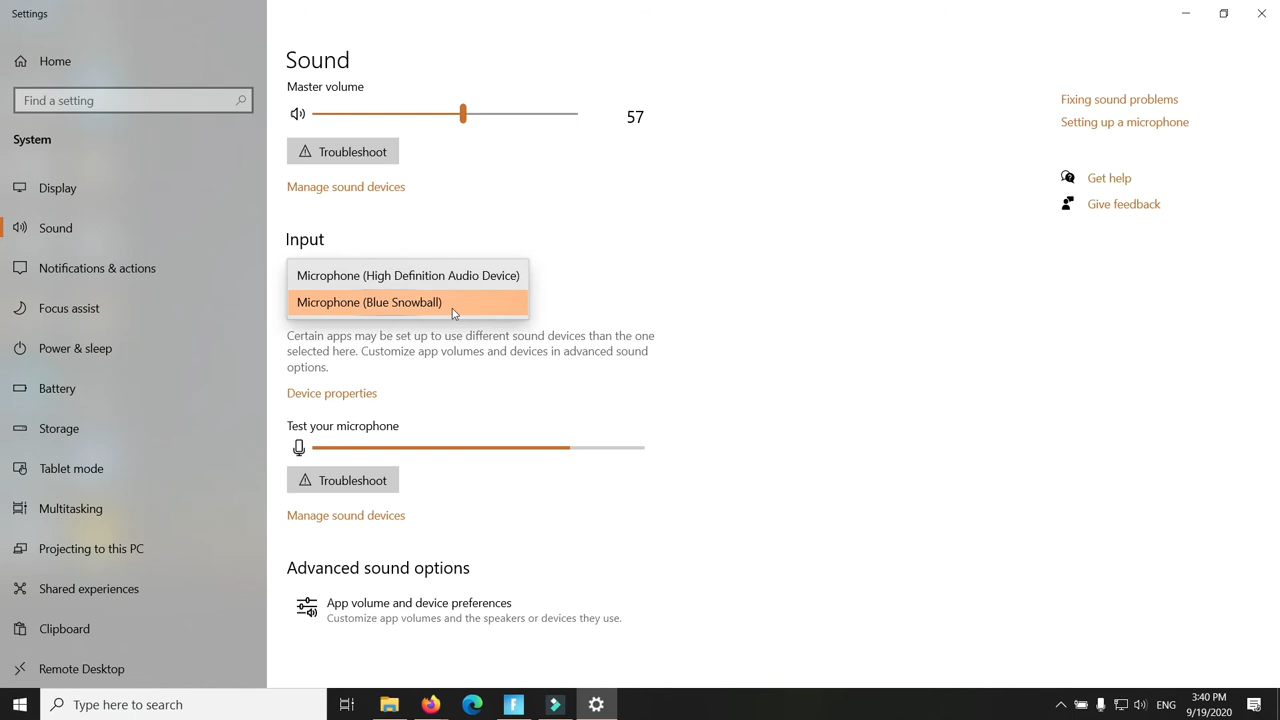 Settings
Home
Find a setting
System
Display
Sound
Notifications & actions
Focus assist
Power & sleep
Battery
Storage
Tablet mode
Multitasking
Projecting to this PC
Shared experiences
Clipboard
Remote Desktop
Sound
Master volume
57
Troubleshoot
Manage sound devices
Input
Microphone (High Definition Audio Device)
Microphone (Blue Snowball)
Certain apps may be set up to use different sound devices than the one
selected here. Customize app volumes and devices in advanced sound
options.
Device properties
Test your microphone
Troubleshoot
Manage sound devices
Advanced sound options
App volume and device preferences
Customize app volumes and the speakers or devices they use.
Fixing sound problems
Setting up a microphone
Get help
Give feedback
Type here to search
ENG
3:40 PM
9/19/2020